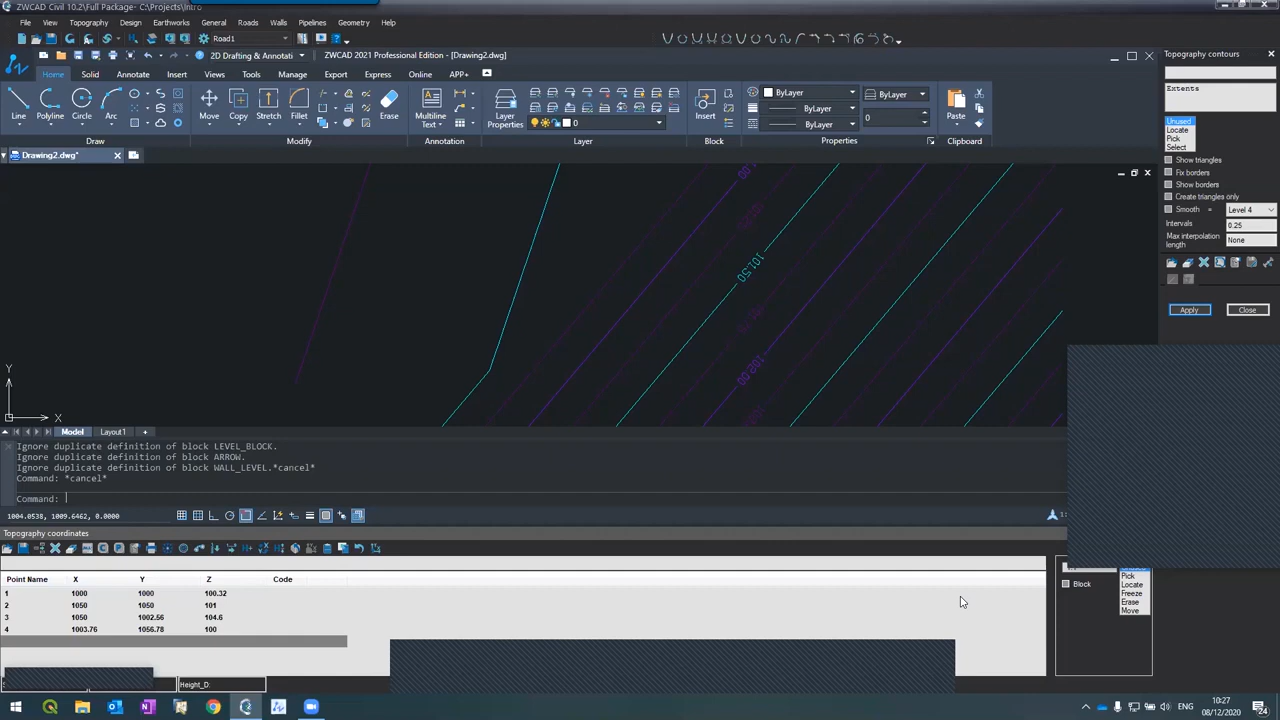 ZWCAD Civil 10.2\Full Package- C:\Projects\Intro
File
Edit
Topography
Design
Earthworks
General
Roads
Walls
Pipelines
Geometry
Help
Road1
2D Drafting & Annotati
ZWCAD 2021 Professional Edition - [Drawing2.dwg]
Home
Solid
Annotate
Insert
Views
Tools
Manage
Export
Express
Online
APP+
Line
Polyline
Circle
Arc
Move
Copy
Stretch
Fillet
Erase
Multiline
Text
Layer
Properties
0
Insert
ByLayer
ByLayer
ByLayer
ByLayer
0
Paste
Draw
Modify
Annotation
Layer
Block
Properties
Clipboard
Drawing2.dwg*
101.50
102.00
Y
X
Model
Layout1
+
Ignore duplicate definition of block LEVEL_BLOCK.
Ignore duplicate definition of block ARROW.
Ignore duplicate definition of block WALL_LEVEL.*cancel*
Command: *cancel*
Command:
1004.0538, 1009.6462, 0.0000
Topography contours
Extents
Unused
Locate
Pick
Select
Show triangles
Fix borders
Show borders
Create triangles only
Smooth = Level 4
Intervals 0.25
Max interpolation
length None
Apply
Close
Topography coordinates
Point Name X Y Z Code
1 1000 1000 100.32
2 1050 1050 101
3 1050 1002.56 104.6
4 1003.76 1056.78 100
Block
Pick
Locate
Freeze
Erase
Move
Height_D:
ENG
10:27
08/12/2020
24